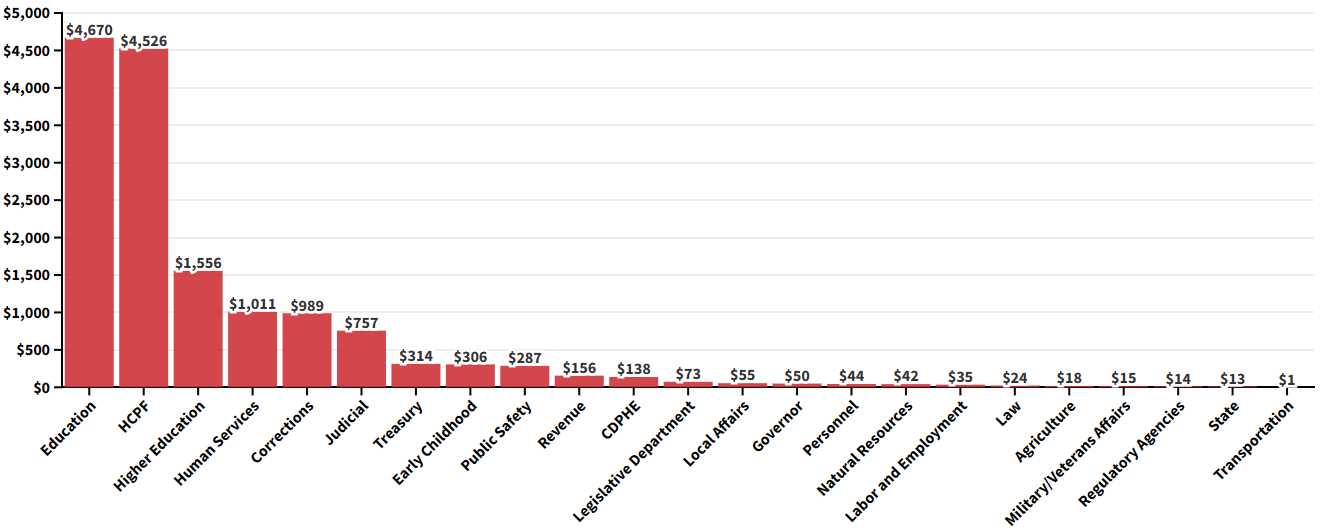 $5,000
$4,500
$4,000
$3,500
$3,000
$2,500
$2,000
$1,500
$1,000
$500
$0
$4,670
$4,526
$1,556
$1,011
$989
$757
$314
$306
$287
$156
$138
$73
$55
$50
$44
$42
$35
$24
$18
$15
$14
$13
$1
Education
HCPF
Higher Education
Human Services
Corrections
Judicial
Treasury
Early Childhood
Public Safety
Revenue
CDPHE
Legislative Department
Local Affairs
Governor
Personnel
Natural Resources
Labor and Employment
Law
Agriculture
Military/Veterans Affairs
Regulatory Agencies
State
Transportation